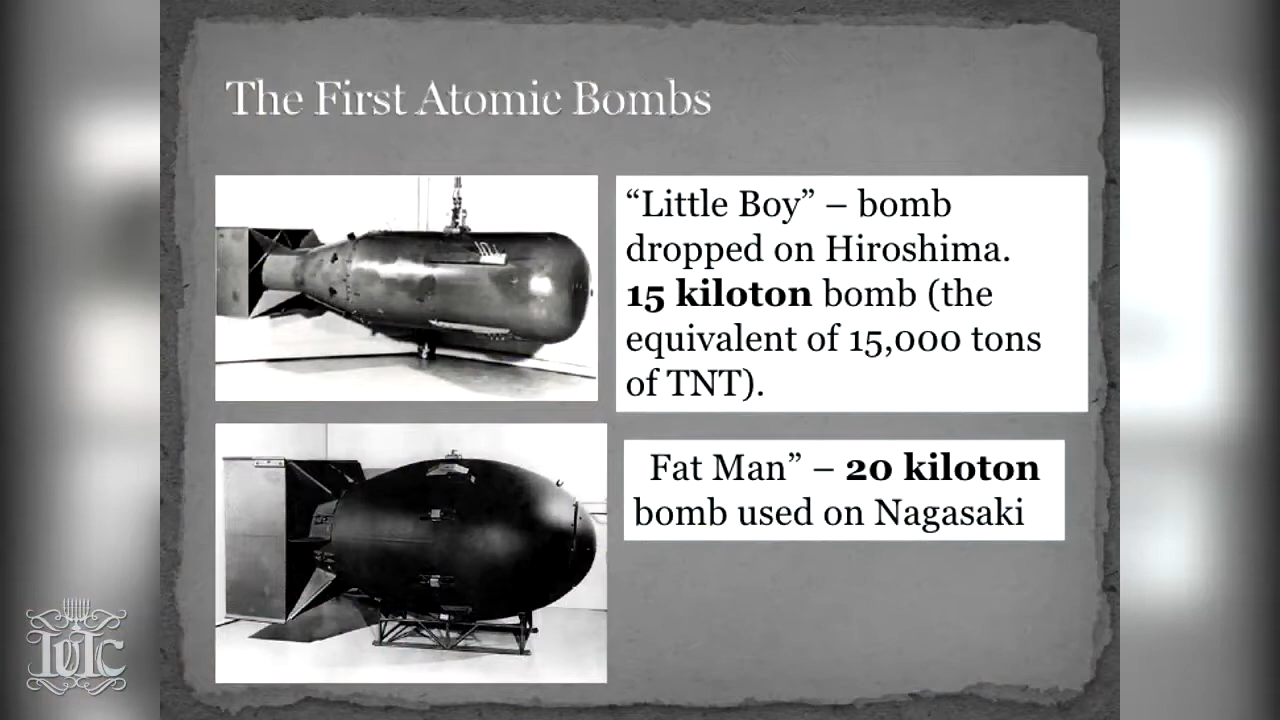 The First Atomic Bombs
“Little Boy” – bomb
dropped on Hiroshima.
15 kiloton bomb (the
equivalent of 15,000 tons
of TNT).
Fat Man” – 20 kiloton
bomb used on Nagasaki
IUIC